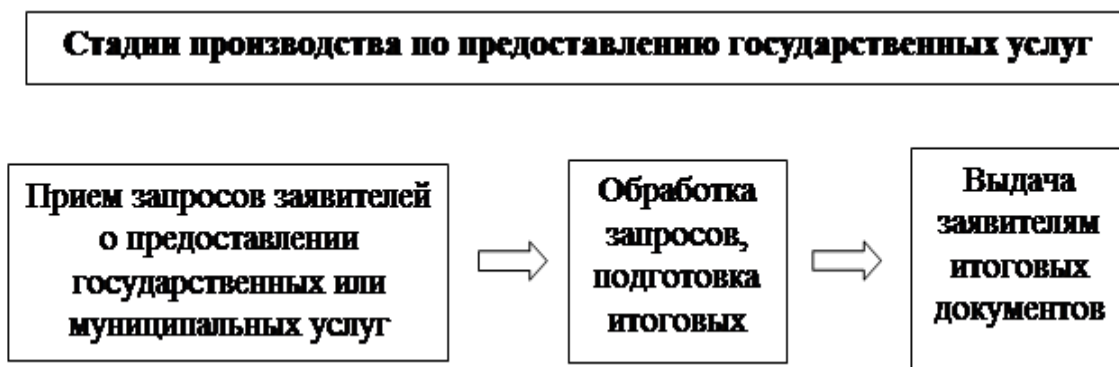 Стадии производства по предоставлению государственных услуг
Прием запросов заявителей
о предоставлении
государственных или
муниципальных услуг
Обработка
запросов,
подготовка
итоговых
Выдача
заявителям
итоговых
документов